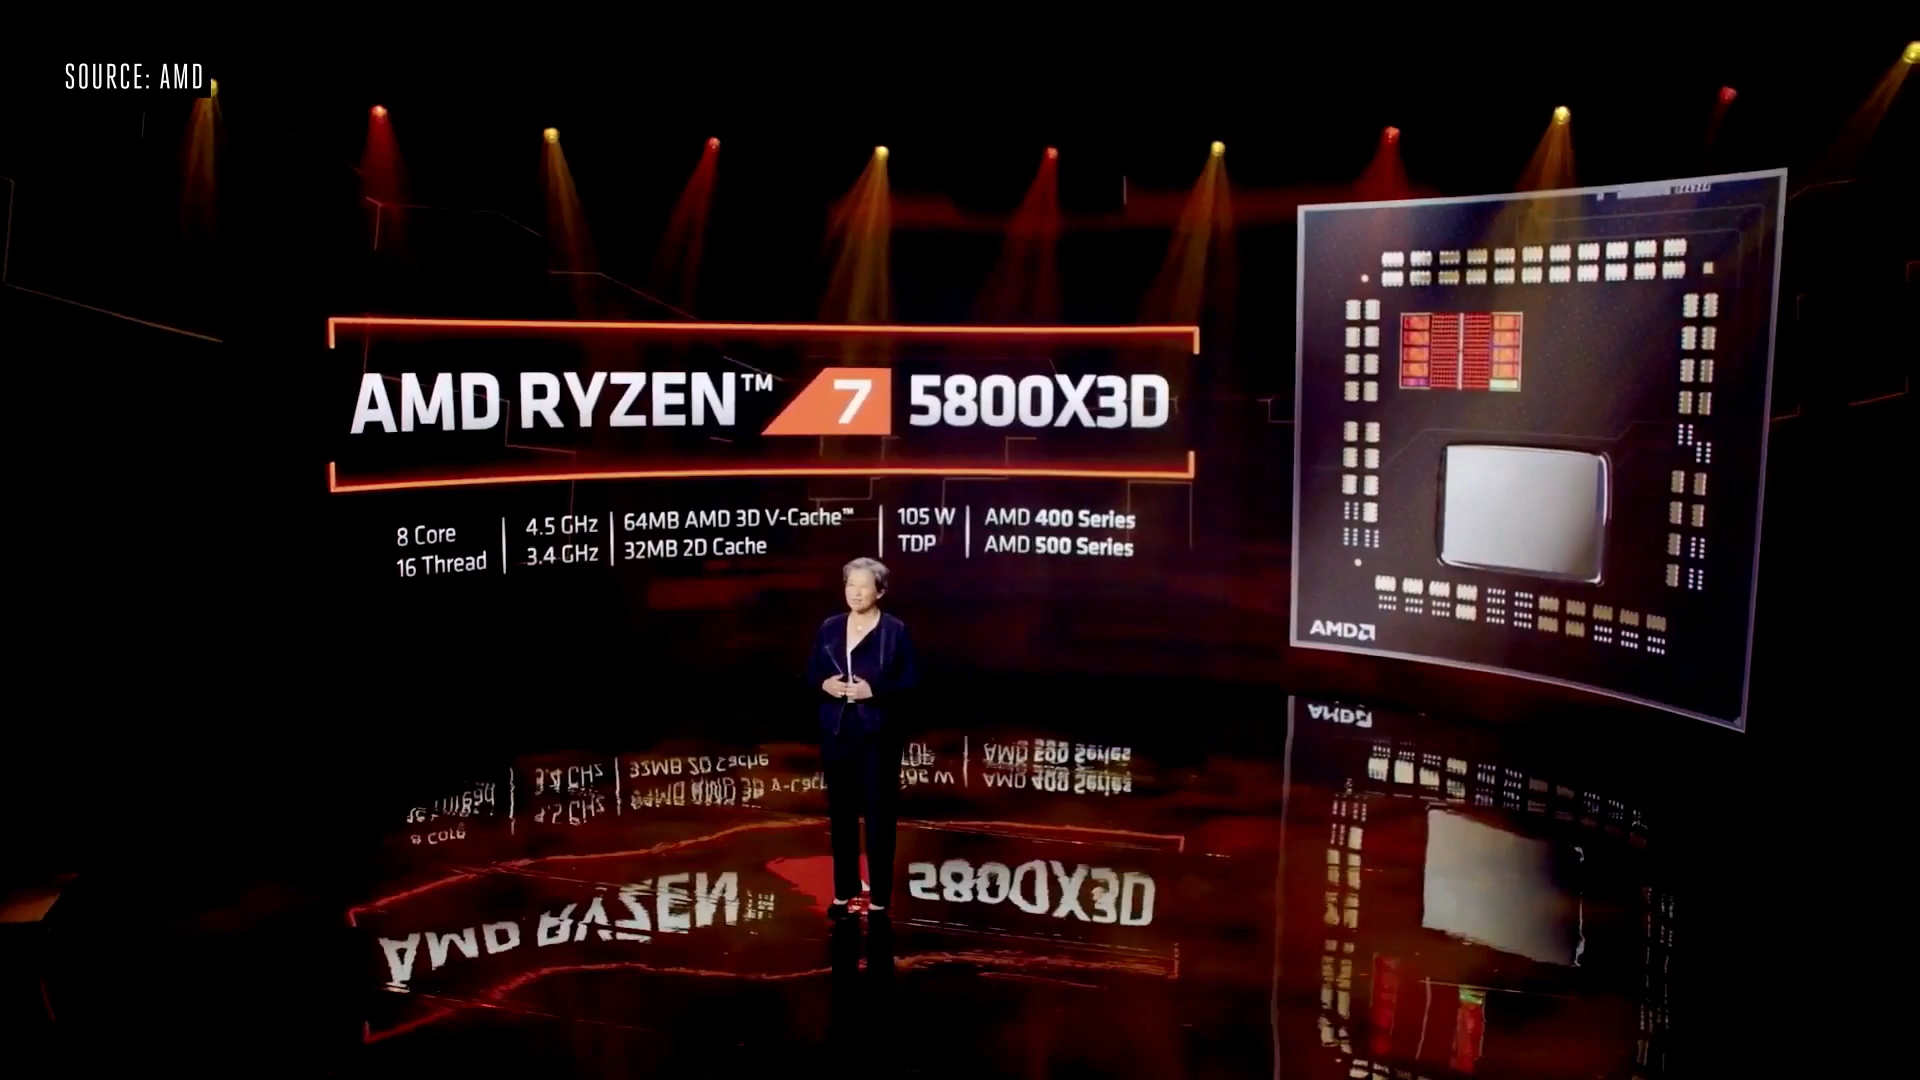 SOURCE: AMD
AMD RYZEN™ 7 5800X3D
8 Core
16 Thread
4.5 GHz
3.4 GHz
64MB AMD 3D V-Cache™
32MB 2D Cache
105 W
TDP
AMD 400 Series
AMD 500 Series
AMD